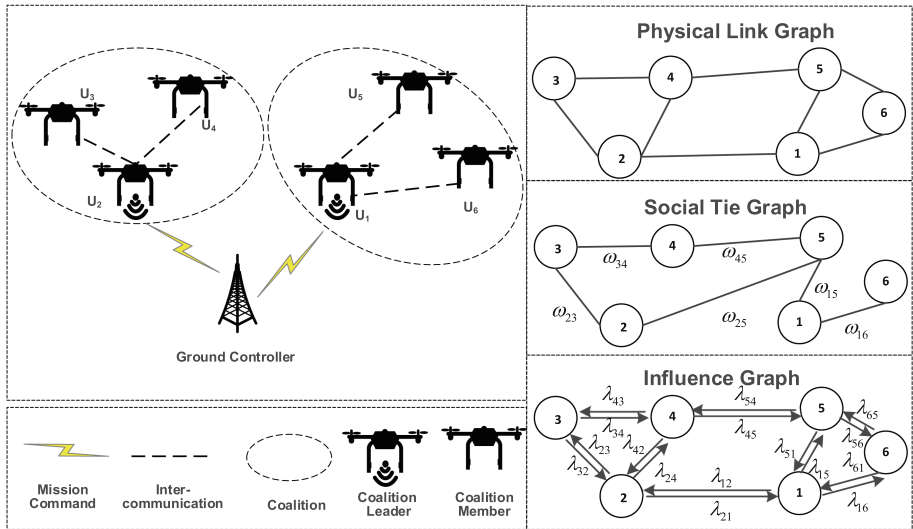 U₃
U₄
U₂
U₅
U₁
U₆
Ground Controller
Mission
Command
Inter-
communication
Coalition
Coalition
Leader
Coalition
Member
Physical Link Graph
3
4
5
6
2
1
Social Tie Graph
3
4
5
6
2
1
ω₃₄
ω₄₅
ω₂₃
ω₂₅
ω₁₅
ω₁₆
Influence Graph
3
4
5
6
2
1
λ₄₃
λ₃₄
λ₅₄
λ₄₅
λ₆₅
λ₅₆
λ₂₃
λ₃₂
λ₄₂
λ₂₄
λ₅₁
λ₁₅
λ₆₁
λ₁₆
λ₁₂
λ₂₁